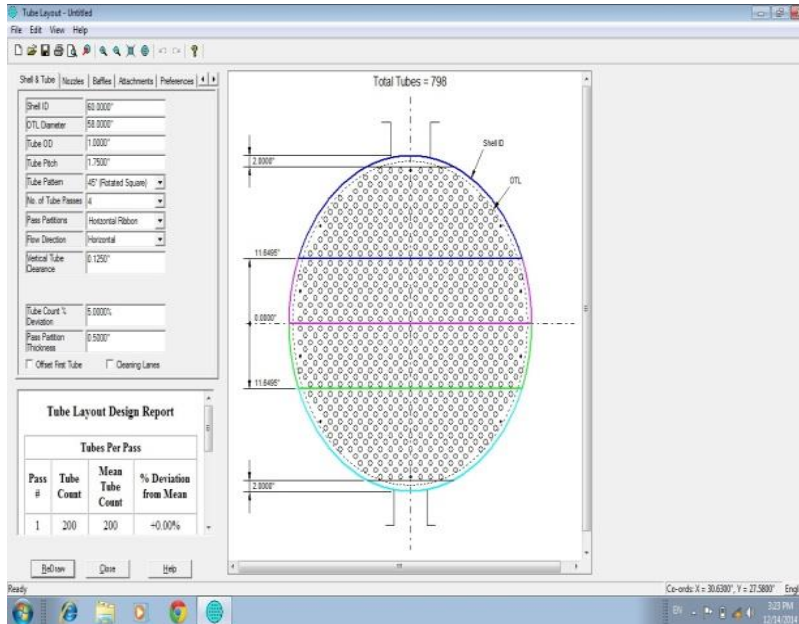 Tube Layout - Untitled
File Edit View Help
Shell & Tube Nozzles Baffles Attachments Preferences
Shell ID 60.0000"
OTL Diameter 58.0000"
Tube OD 1.0000"
Tube Pitch 1.7500"
Tube Pattern 45° (Rotated Square)
No. of Tube Passes 4
Pass Partitions Horizontal Ribbon
Flow Direction Horizontal
Vertical Tube Clearance 0.1250"
Tube Count % Deviation 5.0000%
Pass Partition Thickness 0.5000"
Offset First Tube Cleaning Lanes
Tube Layout Design Report
Tubes Per Pass
Pass # Tube Count Mean Tube Count % Deviation from Mean
1 200 200 +0.00%
ReDraw Close Help
Total Tubes = 798
Shell ID
OTL
2.0000"
11.6495"
0.0000"
11.6495"
2.0000"
Ready
Co-ords: X = 30.6300", Y = 27.5800" Engl
EN
3:23 PM
12/14/2014